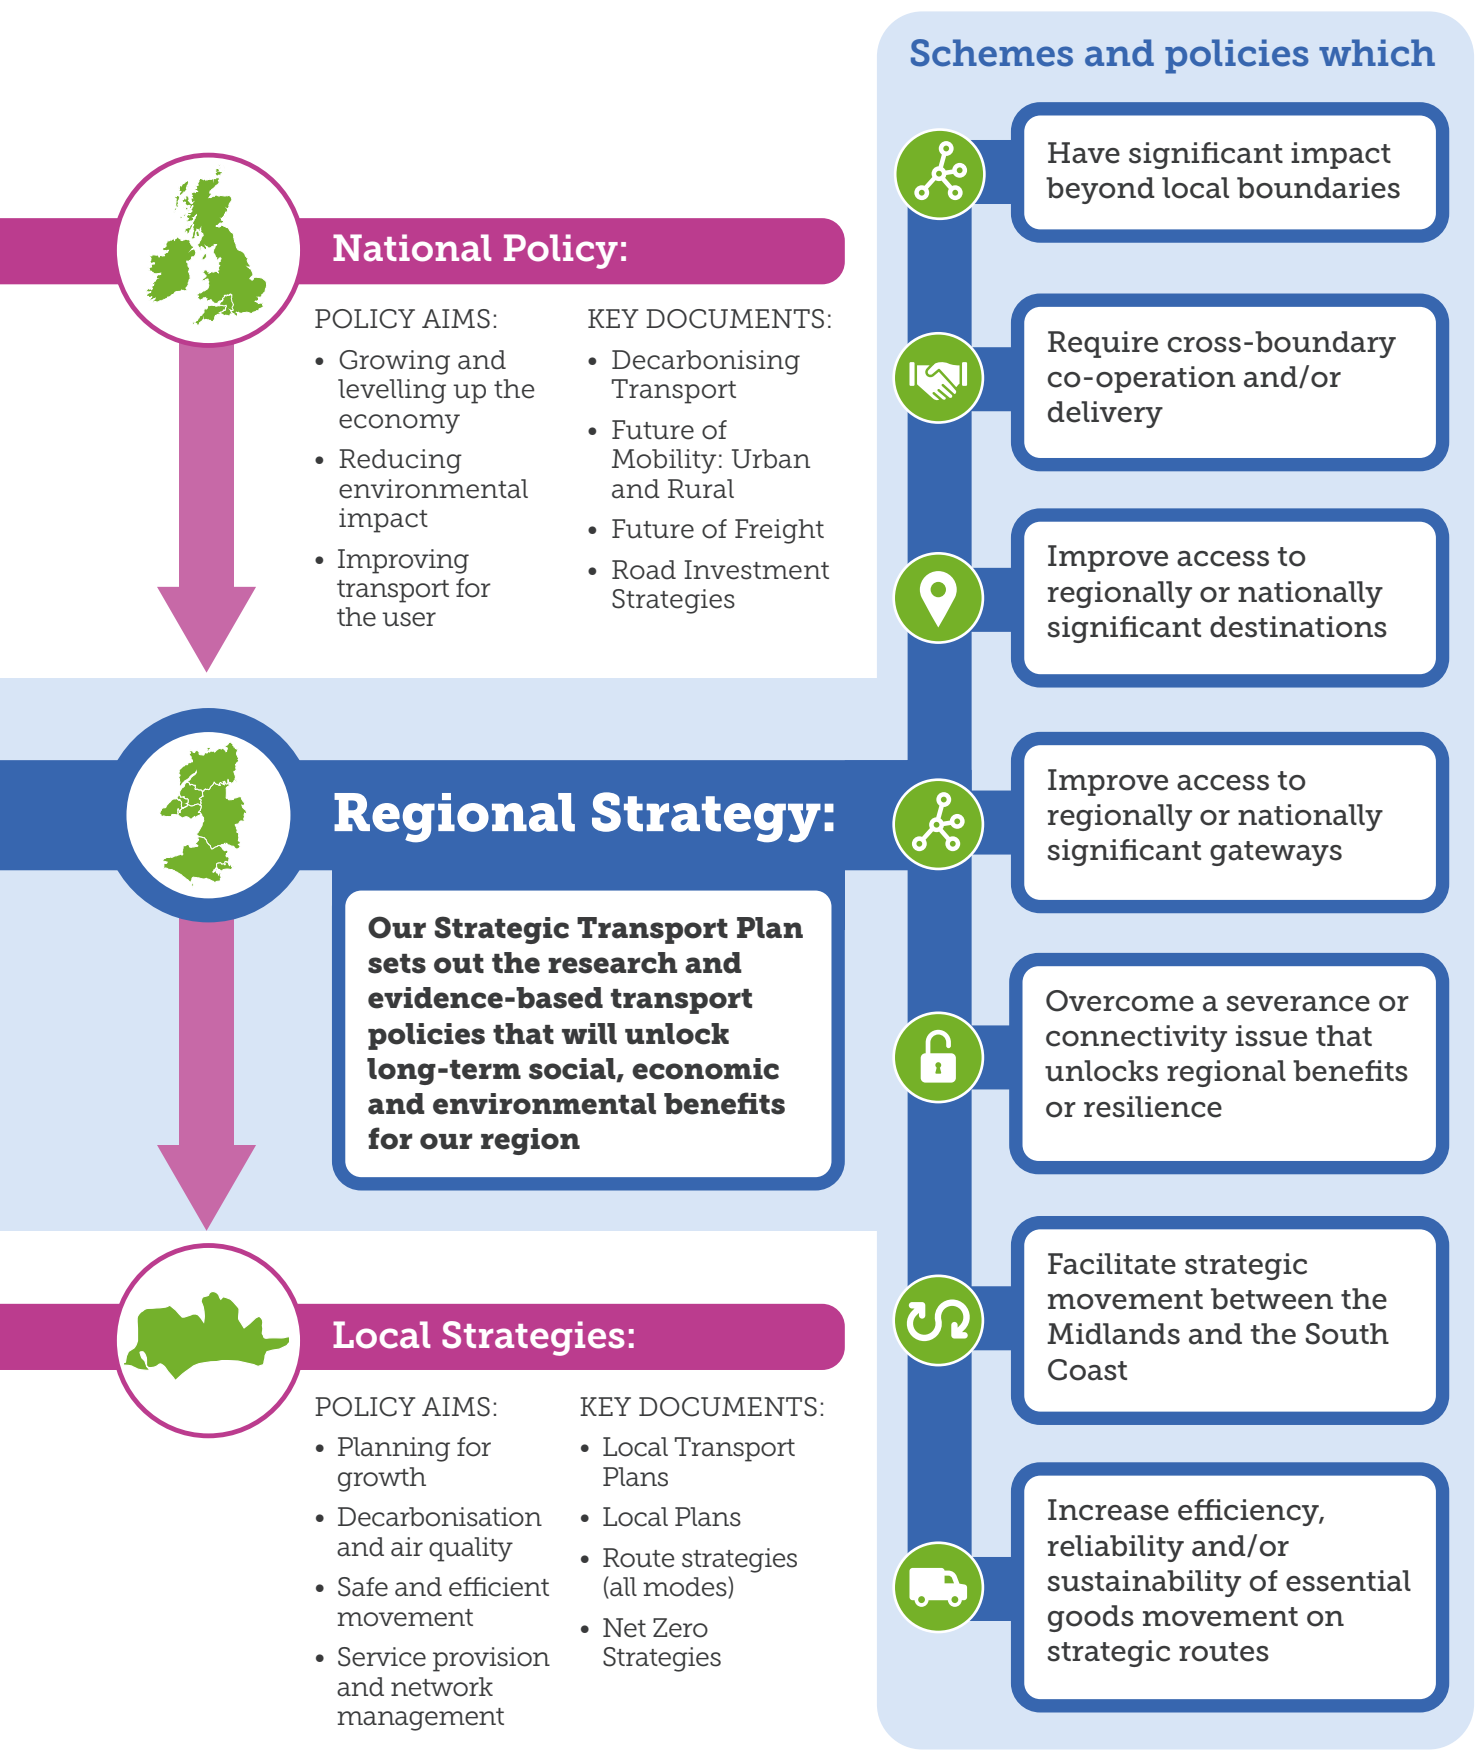 National Policy:
POLICY AIMS:
• Growing and
levelling up the
economy
• Reducing
environmental
impact
• Improving
transport for
the user
KEY DOCUMENTS:
• Decarbonising
Transport
• Future of
Mobility: Urban
and Rural
• Future of Freight
• Road Investment
Strategies
Regional Strategy:
Our Strategic Transport Plan
sets out the research and
evidence-based transport
policies that will unlock
long-term social, economic
and environmental benefits
for our region
Local Strategies:
POLICY AIMS:
• Planning for
growth
• Decarbonisation
and air quality
• Safe and efficient
movement
• Service provision
and network
management
KEY DOCUMENTS:
• Local Transport
Plans
• Local Plans
• Route strategies
(all modes)
• Net Zero
Strategies
Schemes and policies which
Have significant impact
beyond local boundaries
Require cross-boundary
co-operation and/or
delivery
Improve access to
regionally or nationally
significant destinations
Improve access to
regionally or nationally
significant gateways
Overcome a severance or
connectivity issue that
unlocks regional benefits
or resilience
Facilitate strategic
movement between the
Midlands and the South
Coast
Increase efficiency,
reliability and/or
sustainability of essential
goods movement on
strategic routes